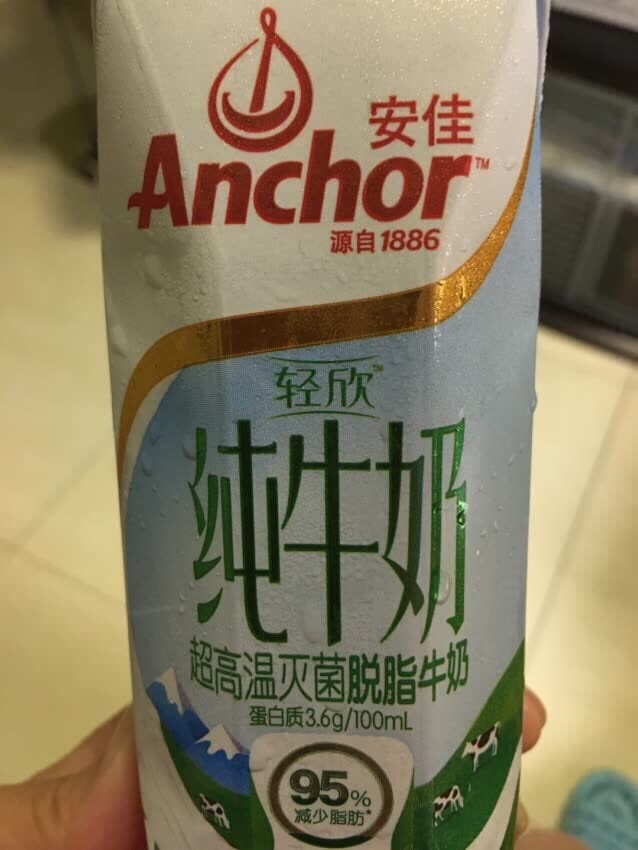 安佳
Anchor™
源自1886
轻欣™
纯牛奶
超高温灭菌脱脂牛奶
蛋白质3.6g/100mL
95%
减少脂肪*